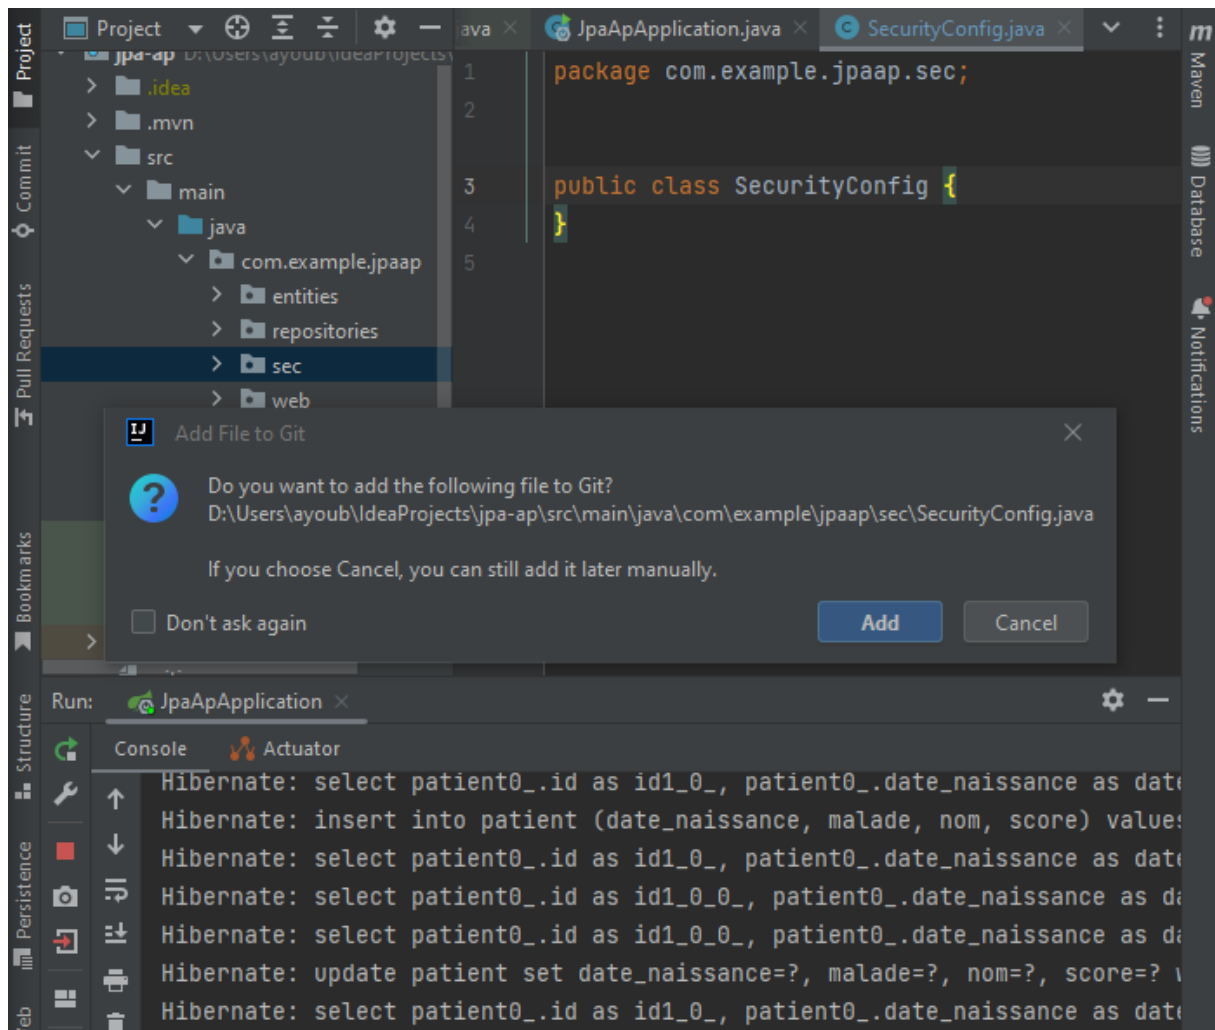 Project
ava
JpaApApplication.java
SecurityConfig.java
jpa-ap D:\Users\ayoub\IdeaProjects\
.idea
.mvn
src
main
java
com.example.jpaap
entities
repositories
sec
web
1
package com.example.jpaap.sec;
2
3
public class SecurityConfig {
4
}
5
Project
Commit
Pull Requests
Bookmarks
Structure
Persistence
eb
m
Maven
Database
Notifications
IJ
Add File to Git
?
Do you want to add the following file to Git?
D:\Users\ayoub\IdeaProjects\jpa-ap\src\main\java\com\example\jpaap\sec\SecurityConfig.java
If you choose Cancel, you can still add it later manually.
Don't ask again
Add
Cancel
Run:
JpaApApplication
Console
Actuator
Hibernate: select patient0_.id as id1_0_, patient0_.date_naissance as date
Hibernate: insert into patient (date_naissance, malade, nom, score) values
Hibernate: select patient0_.id as id1_0_, patient0_.date_naissance as date
Hibernate: select patient0_.id as id1_0_0_, patient0_.date_naissance as da
Hibernate: select patient0_.id as id1_0_0_, patient0_.date_naissance as da
Hibernate: update patient set date_naissance=?, malade=?, nom=?, score=? w
Hibernate: select patient0_.id as id1_0_, patient0_.date_naissance as date